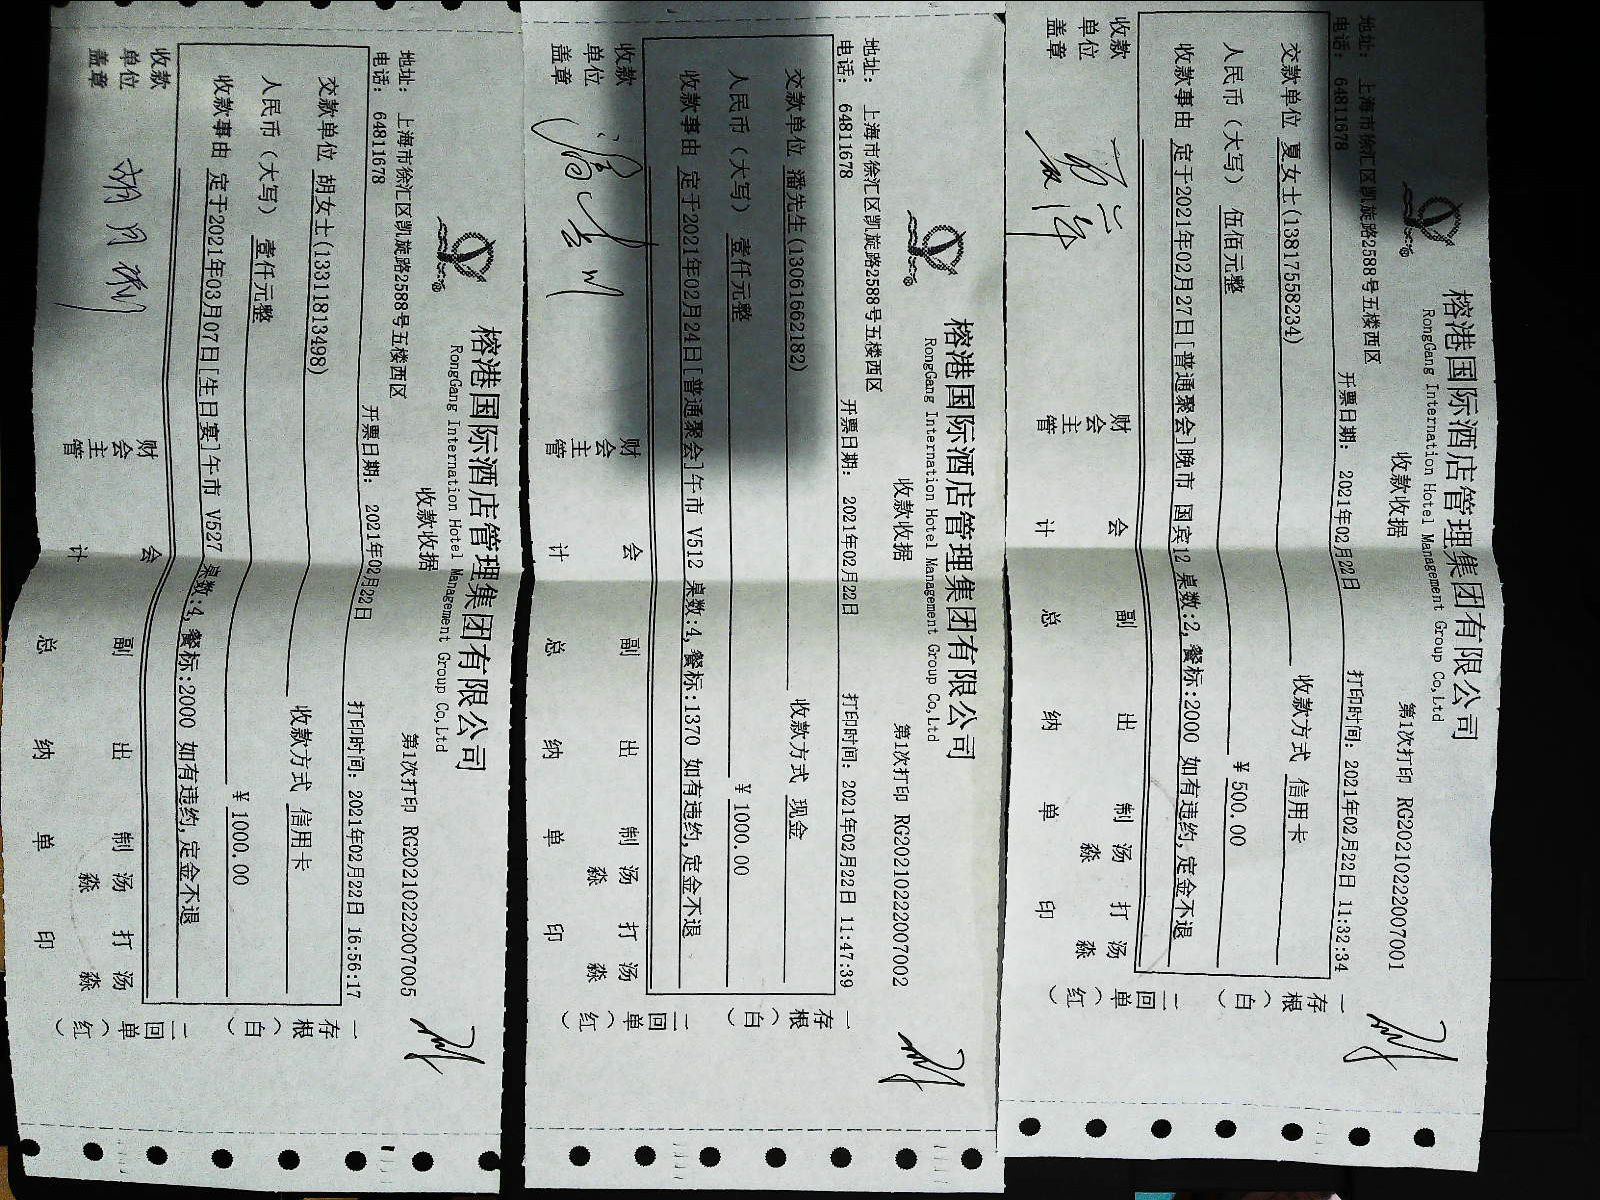 榕港国际酒店管理集团有限公司
RongGang Internation Hotel Management Group Co,Ltd
收款收据
第1次打印 RG20210222007001
地址: 上海市徐汇区凯旋路2588号五楼西区
电话: 64811678
开票日期: 2021年02月22日
打印时间: 2021年02月22日 11:32:34
交款单位 夏女士(13817558234)
收款方式 信用卡
人民币(大写) 伍佰元整
¥ 500.00
收款事由 定于2021年02月27日[普通聚会]晚市 国宾12 桌数:2,餐标:2000 如有违约,定金不退
收款单位盖章
财会主管
会计
副总
出纳
制单 汤淼
打印 汤淼
一存根(白)
二回单(红)
榕港国际酒店管理集团有限公司
RongGang Internation Hotel Management Group Co,Ltd
收款收据
第1次打印 RG20210222007002
地址: 上海市徐汇区凯旋路2588号五楼西区
电话: 64811678
开票日期: 2021年02月22日
打印时间: 2021年02月22日 11:47:39
交款单位 潘先生(13061662182)
收款方式 现金
人民币(大写) 壹仟元整
¥ 1000.00
收款事由 定于2021年02月24日[普通聚会]午市 V512 桌数:4,餐标:1370 如有违约,定金不退
收款单位盖章
财会主管
会计
副总
出纳
制单 汤淼
打印 汤淼
一存根(白)
二回单(红)
榕港国际酒店管理集团有限公司
RongGang Internation Hotel Management Group Co,Ltd
收款收据
第1次打印 RG20210222007005
地址: 上海市徐汇区凯旋路2588号五楼西区
电话: 64811678
开票日期: 2021年02月22日
打印时间: 2021年02月22日 16:56:17
交款单位 胡女士(13311813498)
收款方式 信用卡
人民币(大写) 壹仟元整
¥ 1000.00
收款事由 定于2021年03月07日[生日宴]午市 V527 桌数:4,餐标:2000 如有违约,定金不退
收款单位盖章
财会主管
会计
副总
出纳
制单 汤淼
打印 汤淼
一存根(白)
二回单(红)